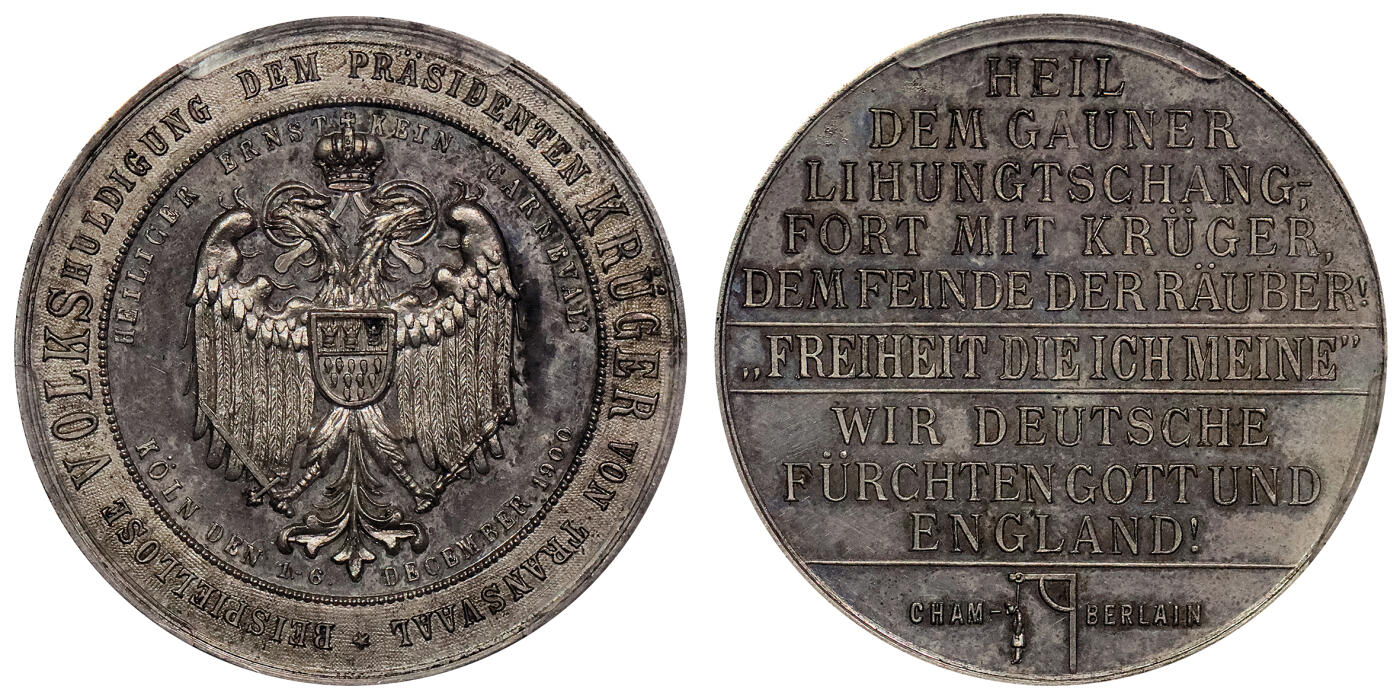 BEISPIELLOSE VOLKSHULDIGUNG DEM PRÄSIDENTEN KRÜGER VON TRANSVAAL *
HEILIGER ERNST KEIN CARNEVAL:
KÖLN DEN 1.-6. DECEMBER 1900
HEIL
DEM GAUNER
LIHUNGTSCHANG,-
FORT MIT KRÜGER,
DEM FEINDE DER RÄUBER!
„FREIHEIT DIE ICH MEINE”
WIR DEUTSCHE
FÜRCHTEN GOTT UND
ENGLAND!
CHAM- BERLAIN